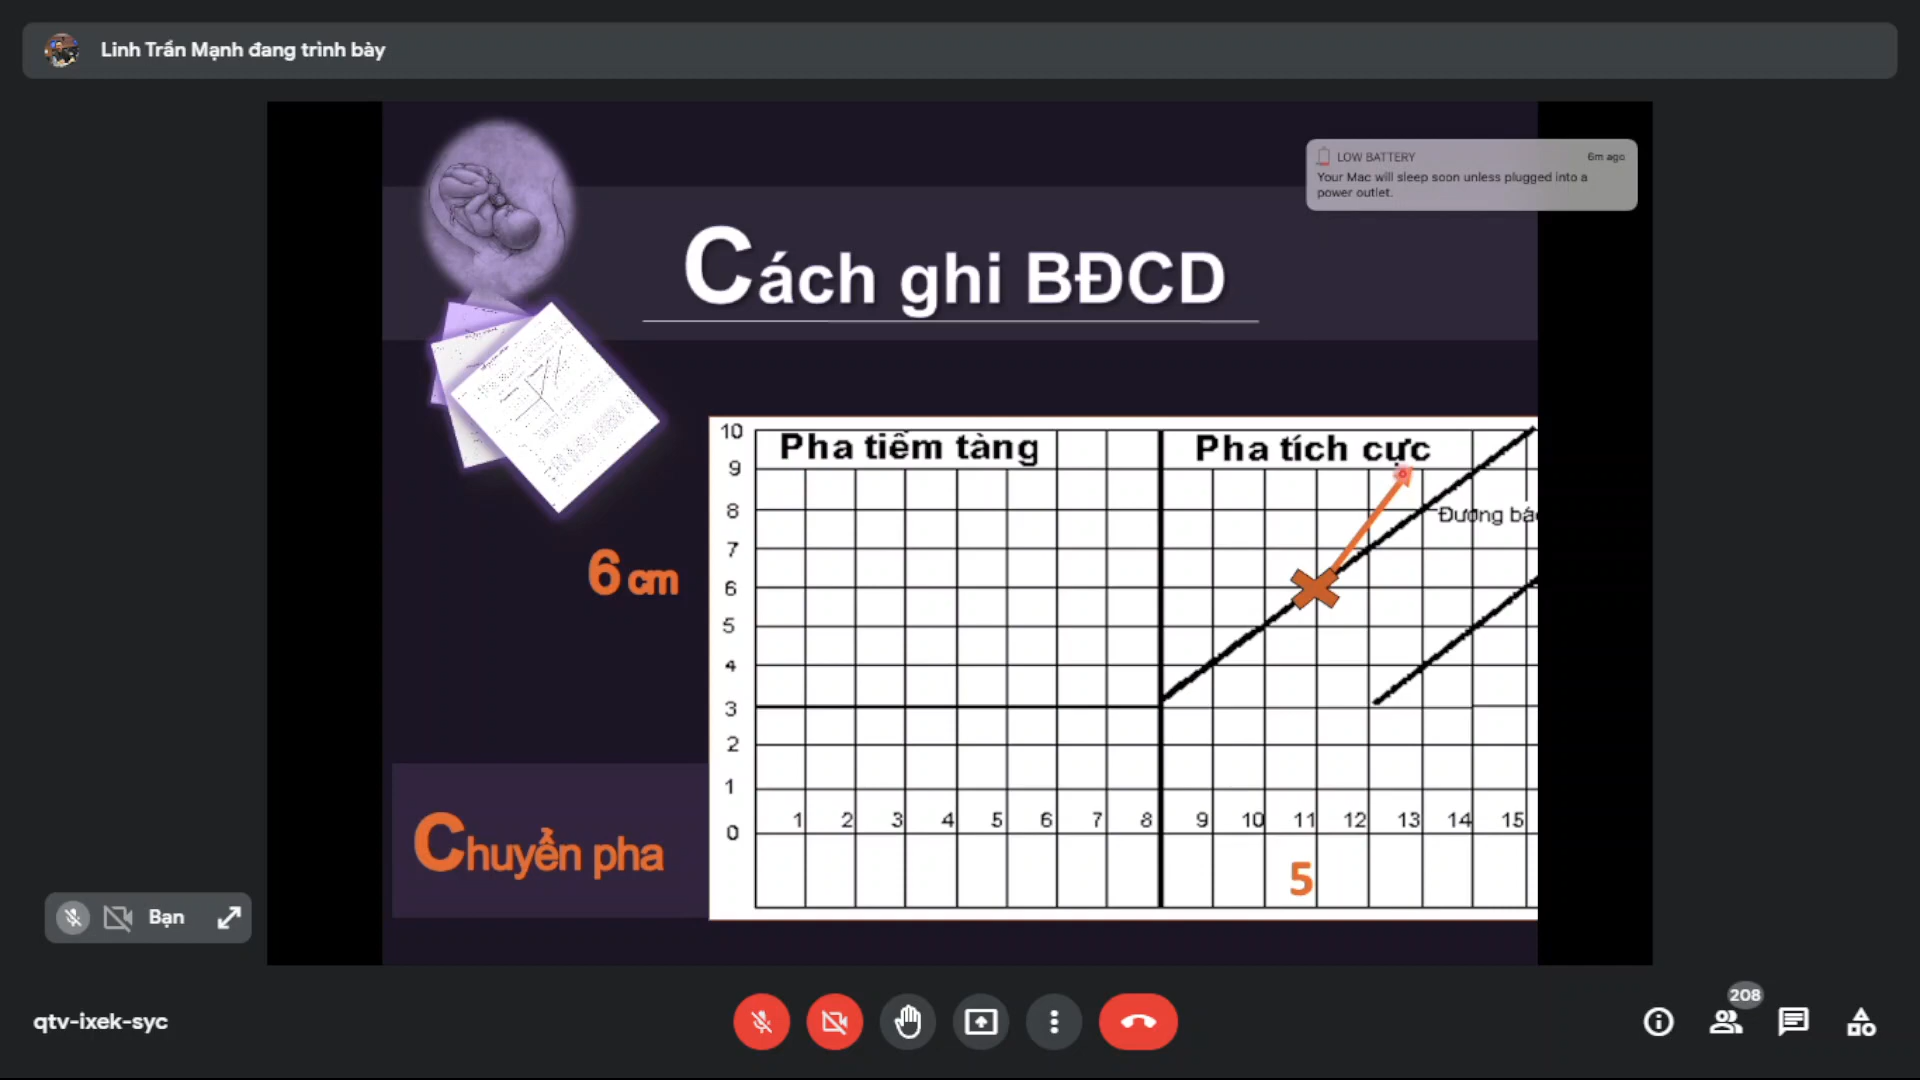 Linh Trần Mạnh đang trình bày
LOW BATTERY
6m ago
Your Mac will sleep soon unless plugged into a
power outlet.
Cách ghi BĐCD
10 Pha tiềm tàng Pha tích cực
9
8 Đường bá
7
6 cm
6
5
4
3
2
1
1 2 3 4 5 6 7 8 9 10 11 12 13 14 15
0
Chuyển pha
5
Bạn
qtv-ixek-syc
208